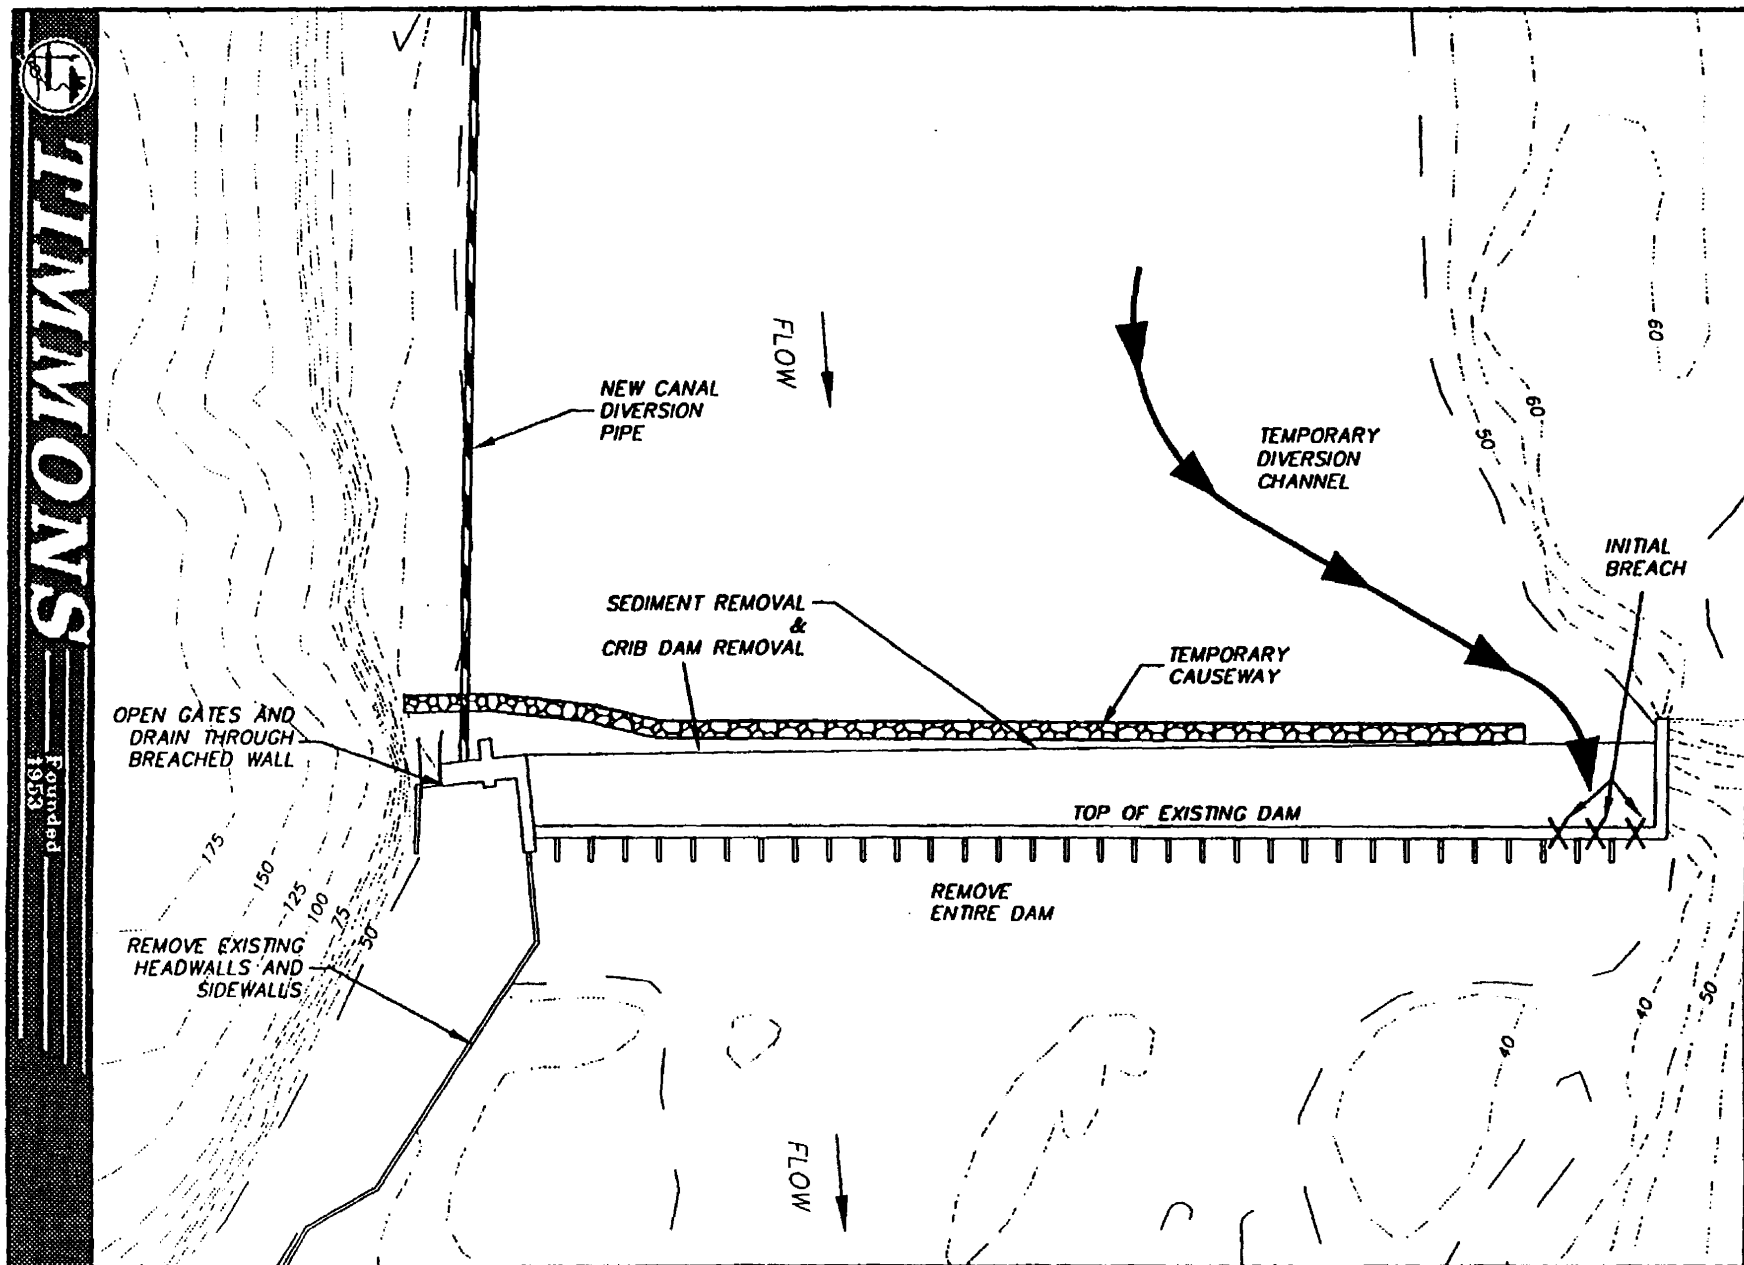 TIMMONS
Founded
1953
FLOW
NEW CANAL
DIVERSION
PIPE
60
60
50
TEMPORARY
DIVERSION
CHANNEL
INITIAL
BREACH
SEDIMENT REMOVAL
&
CRIB DAM REMOVAL
TEMPORARY
CAUSEWAY
OPEN GATES AND
DRAIN THROUGH
BREACHED WALL
TOP OF EXISTING DAM
175
150
125
100
75
50
REMOVE
ENTIRE DAM
REMOVE EXISTING
HEADWALLS AND
SIDEWALLS
40
40
50
FLOW